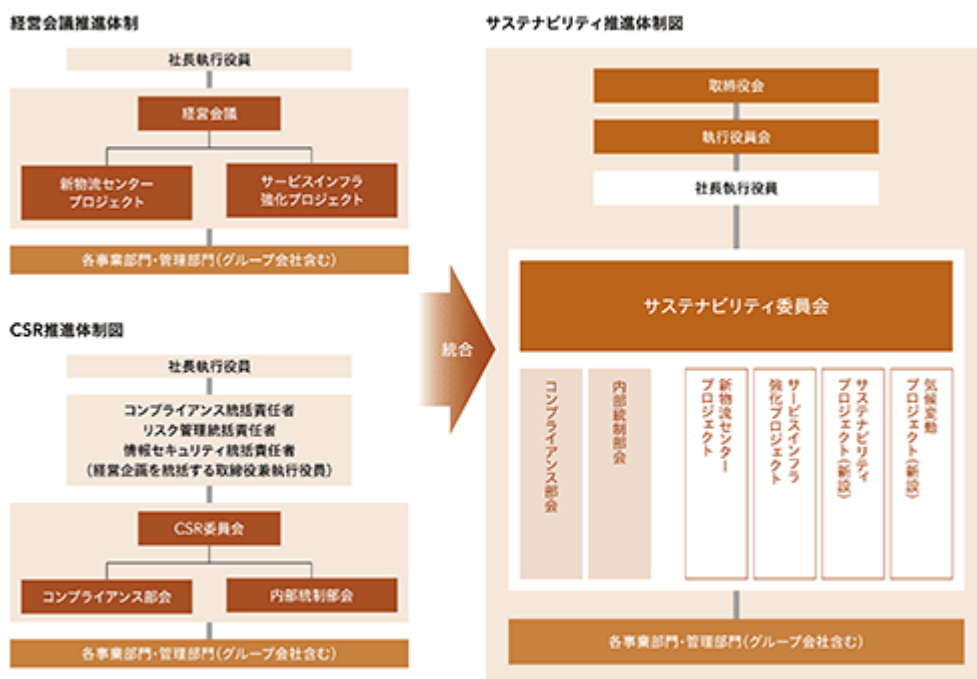 経営会議推進体制
社長執行役員
経営会議
新物流センター
プロジェクト
サービスインフラ
強化プロジェクト
各事業部門・管理部門(グループ会社含む)
CSR推進体制図
社長執行役員
コンプライアンス統括責任者
リスク管理統括責任者
情報セキュリティ統括責任者
(経営企画を統括する取締役兼執行役員)
CSR委員会
コンプライアンス部会
内部統制部会
各事業部門・管理部門(グループ会社含む)
統合
サステナビリティ推進体制図
取締役会
執行役員会
社長執行役員
サステナビリティ委員会
コンプライアンス部会
内部統制部会
新物流センター
プロジェクト
サービスインフラ
強化プロジェクト
サステナビリティ
プロジェクト(新設)
気候変動
プロジェクト(新設)
各事業部門・管理部門(グループ会社含む)